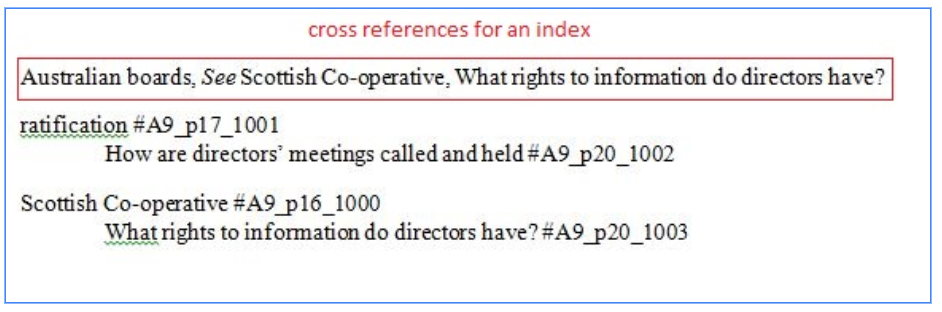 cross references for an index
Australian boards, See Scottish Co-operative, What rights to information do directors have?
ratification #A9_p17_1001
How are directors’ meetings called and held #A9_p20_1002
Scottish Co-operative #A9_p16_1000
What rights to information do directors have? #A9_p20_1003